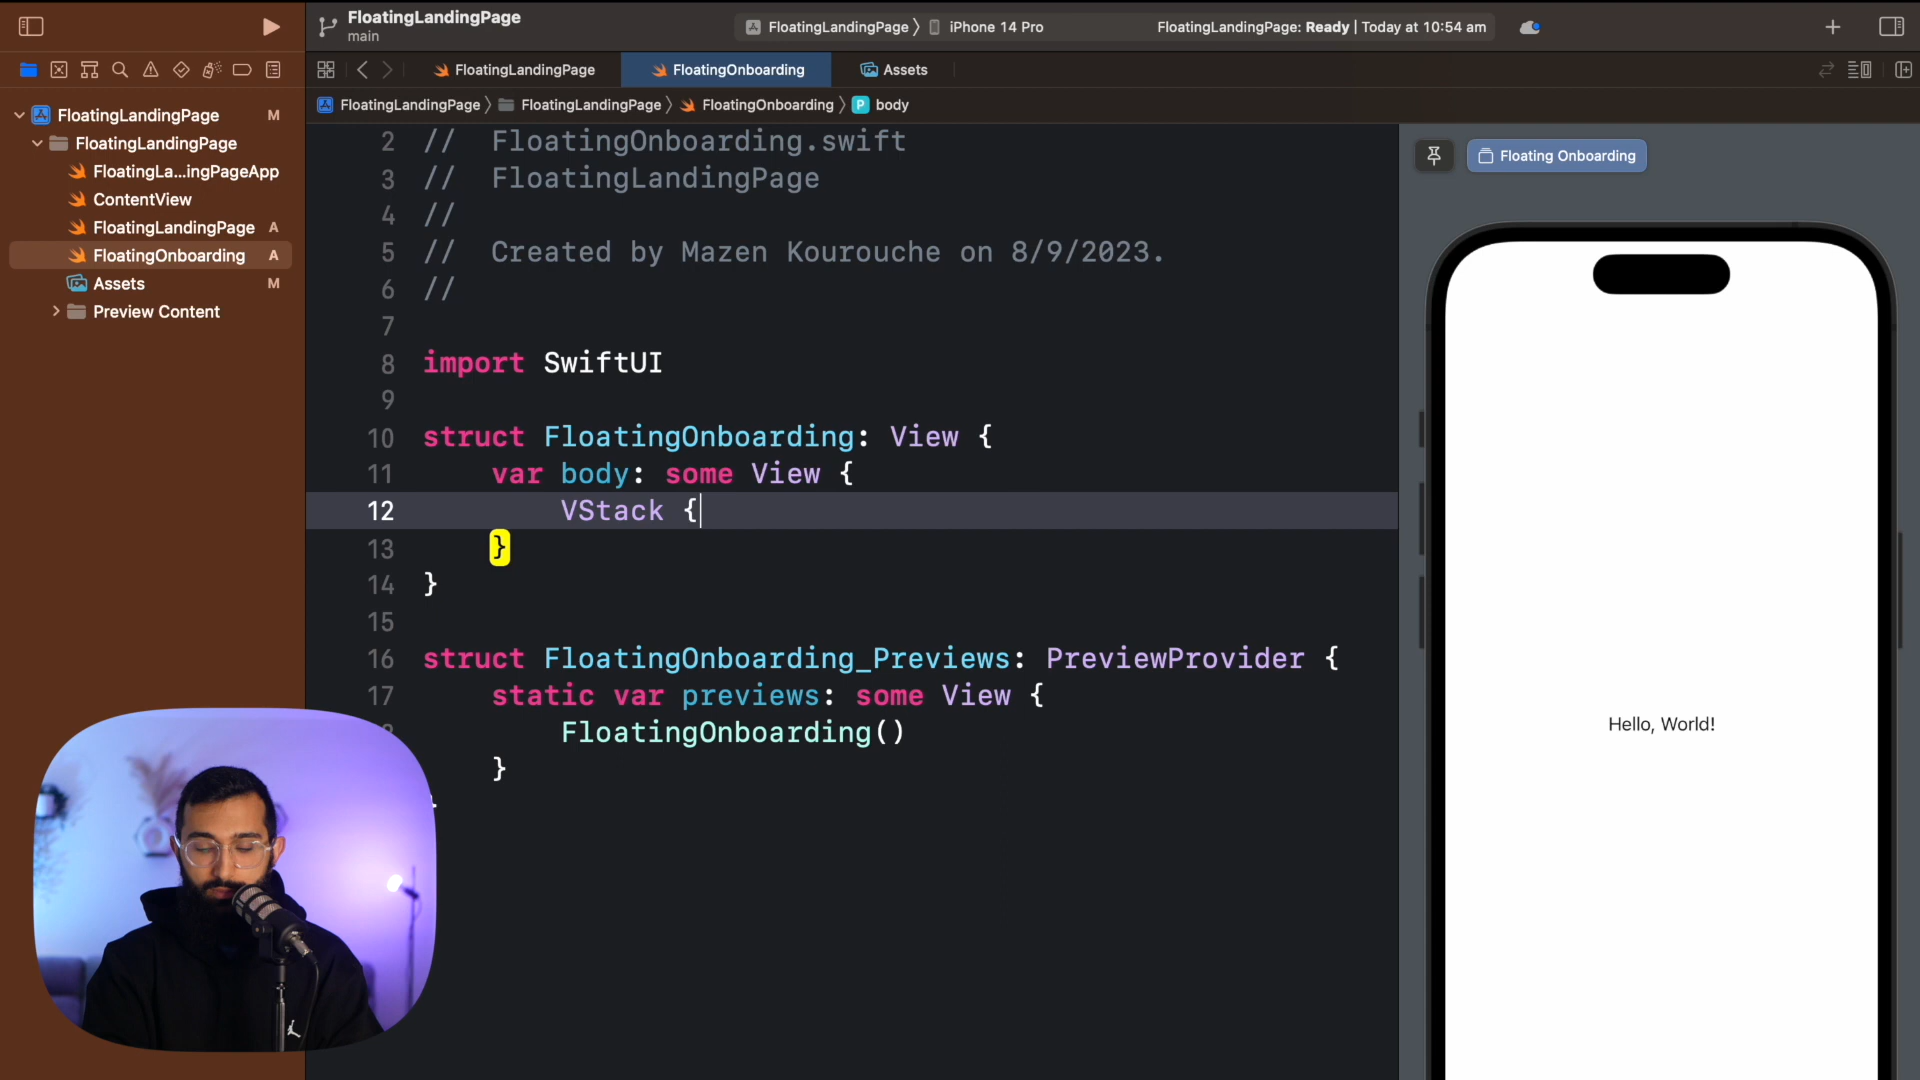 FloatingLandingPage
main
FloatingLandingPage 〉 iPhone 14 Pro
FloatingLandingPage: Ready | Today at 10:54 am
FloatingLandingPage
FloatingOnboarding
Assets
FloatingLandingPage 〉 FloatingLandingPage 〉 FloatingOnboarding 〉 P body
FloatingLandingPage M
FloatingLandingPage
FloatingLa...ingPageApp
ContentView
FloatingLandingPage A
FloatingOnboarding A
Assets M
Preview Content
2 // FloatingOnboarding.swift
3 // FloatingLandingPage
4 //
5 // Created by Mazen Kourouche on 8/9/2023.
6 //
7
8 import SwiftUI
9
10 struct FloatingOnboarding: View {
11 var body: some View {
12 VStack {
13 }
14 }
15
16 struct FloatingOnboarding_Previews: PreviewProvider {
17 static var previews: some View {
FloatingOnboarding()
}
Floating Onboarding
Hello, World!